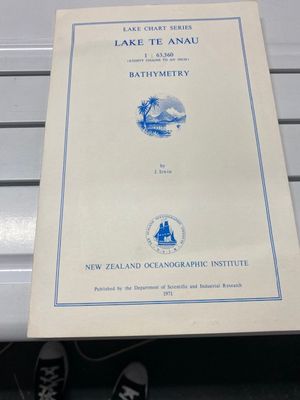 LAKE CHART SERIES
LAKE TE ANAU
1 : 63,360
(EIGHTY CHAINS TO AN INCH)
BATHYMETRY
by
J. Irwin
NEW ZEALAND OCEANOGRAPHIC INSTITUTE
Published by the Department of Scientific and Industrial Research
1971